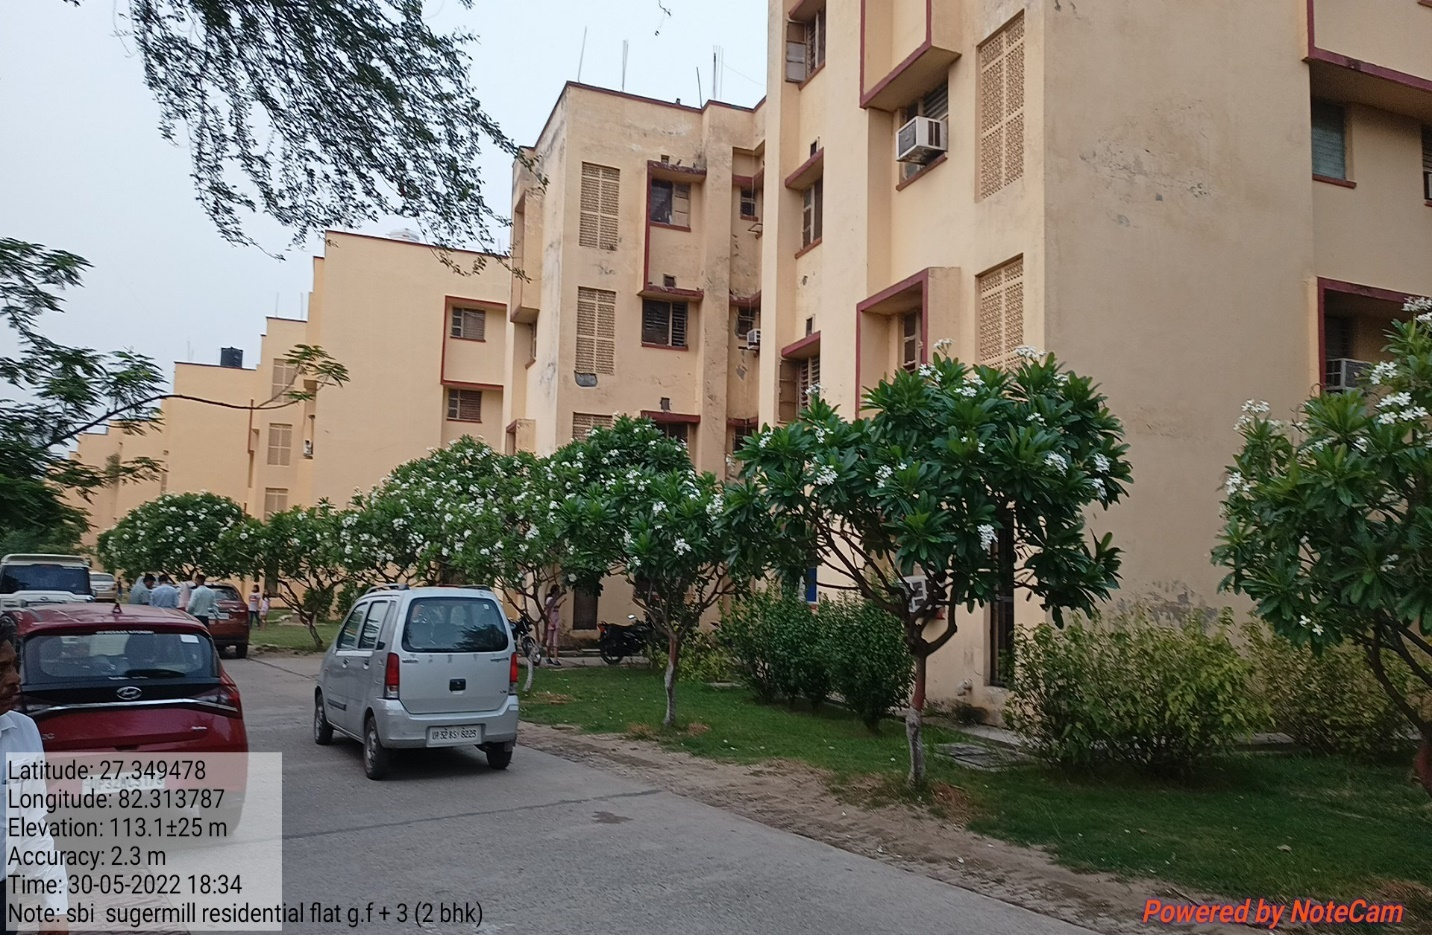 Latitude: 27.349478
Longitude: 82.313787
Elevation: 113.1±25 m
Accuracy: 2.3 m
Time: 30-05-2022 18:34
Note: sbi sugermill residential flat g.f + 3 (2 bhk)
Powered by NoteCam